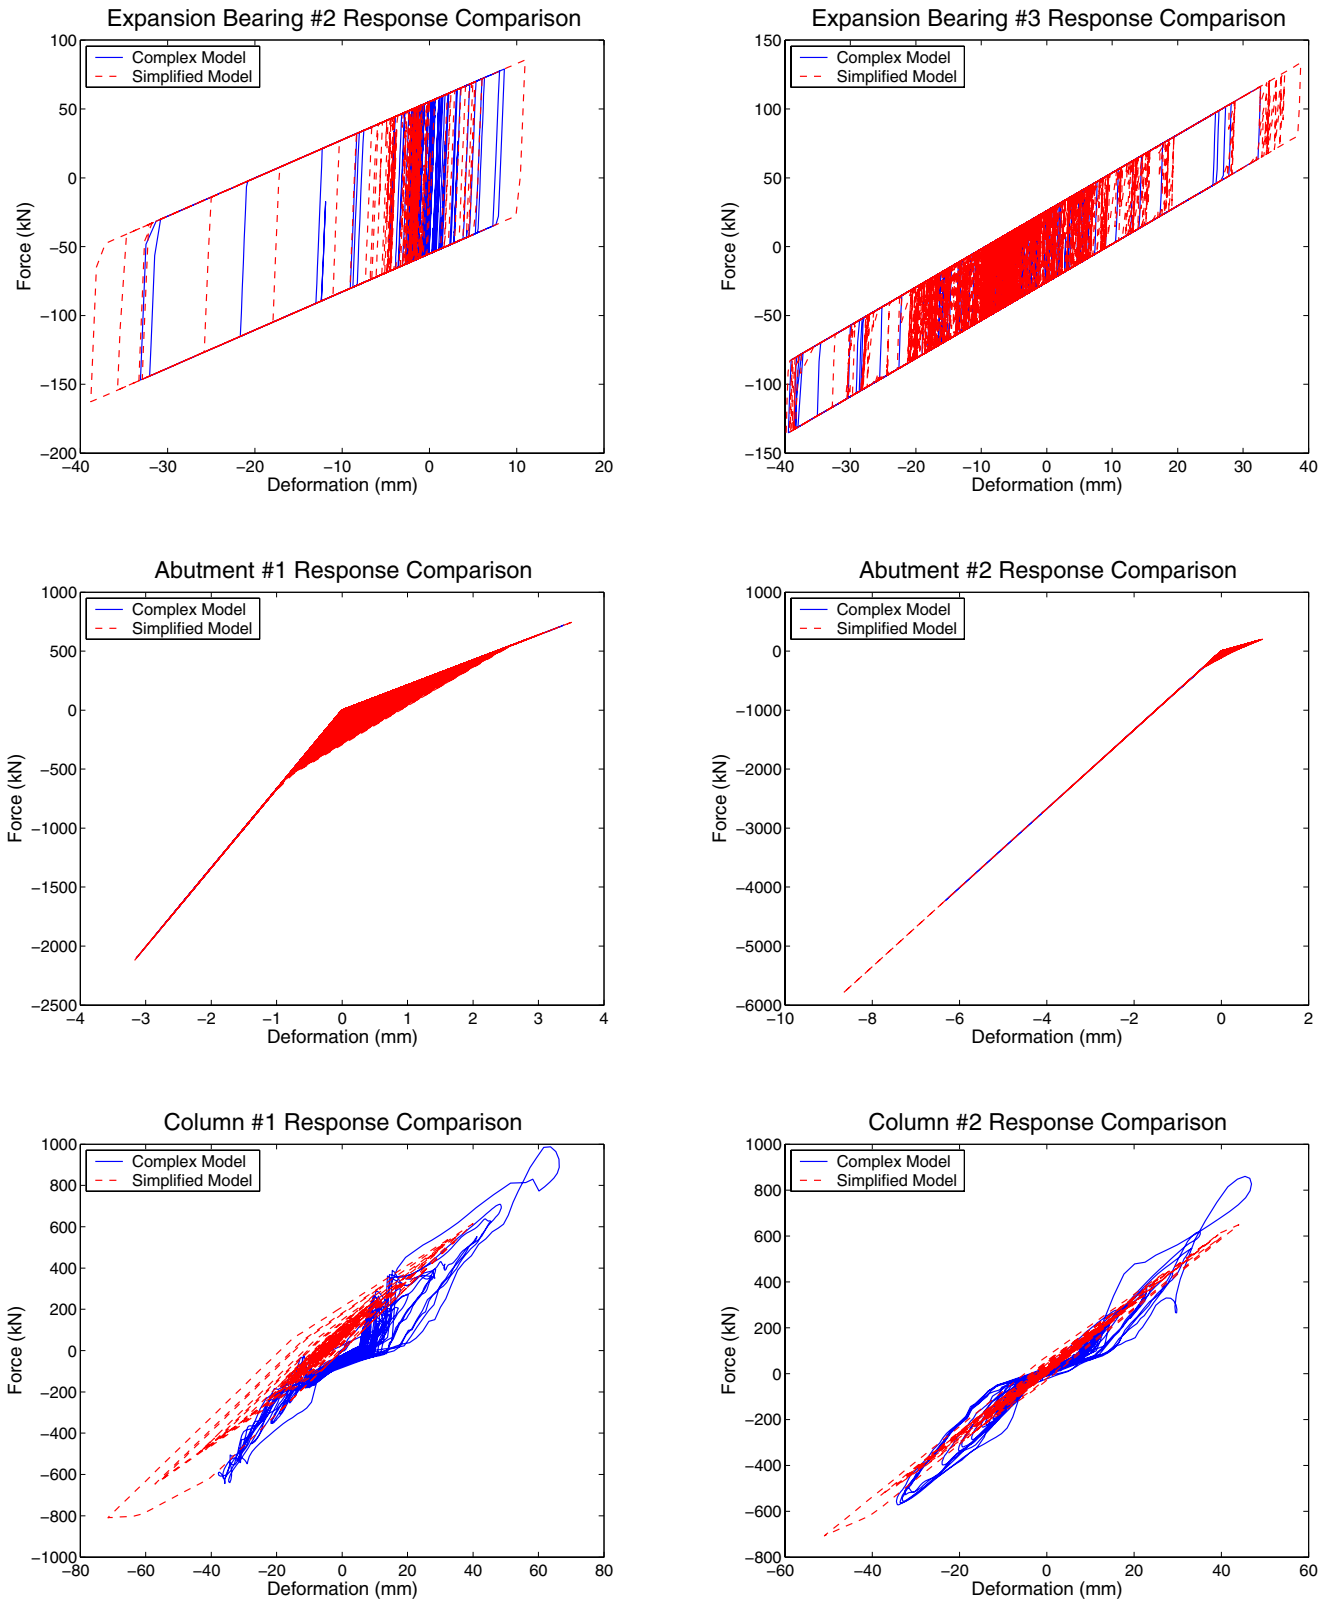 Expansion Bearing #2 Response Comparison
100
50
0
−50
−100
−150
−200
Force (kN)
Complex Model
Simplified Model
−40 −30 −20 −10 0 10 20
Deformation (mm)
Expansion Bearing #3 Response Comparison
150
100
50
0
−50
−100
−150
Force (kN)
Complex Model
Simplified Model
−40 −30 −20 −10 0 10 20 30 40
Deformation (mm)
Abutment #1 Response Comparison
1000
500
0
−500
−1000
−1500
−2000
−2500
Force (kN)
Complex Model
Simplified Model
−4 −3 −2 −1 0 1 2 3 4
Deformation (mm)
Abutment #2 Response Comparison
1000
0
−1000
−2000
−3000
−4000
−5000
−6000
Force (kN)
Complex Model
Simplified Model
−10 −8 −6 −4 −2 0 2
Deformation (mm)
Column #1 Response Comparison
1000
800
600
400
200
0
−200
−400
−600
−800
−1000
Force (kN)
Complex Model
Simplified Model
−80 −60 −40 −20 0 20 40 60 80
Deformation (mm)
Column #2 Response Comparison
1000
800
600
400
200
0
−200
−400
−600
−800
Force (kN)
Complex Model
Simplified Model
−60 −40 −20 0 20 40 60
Deformation (mm)